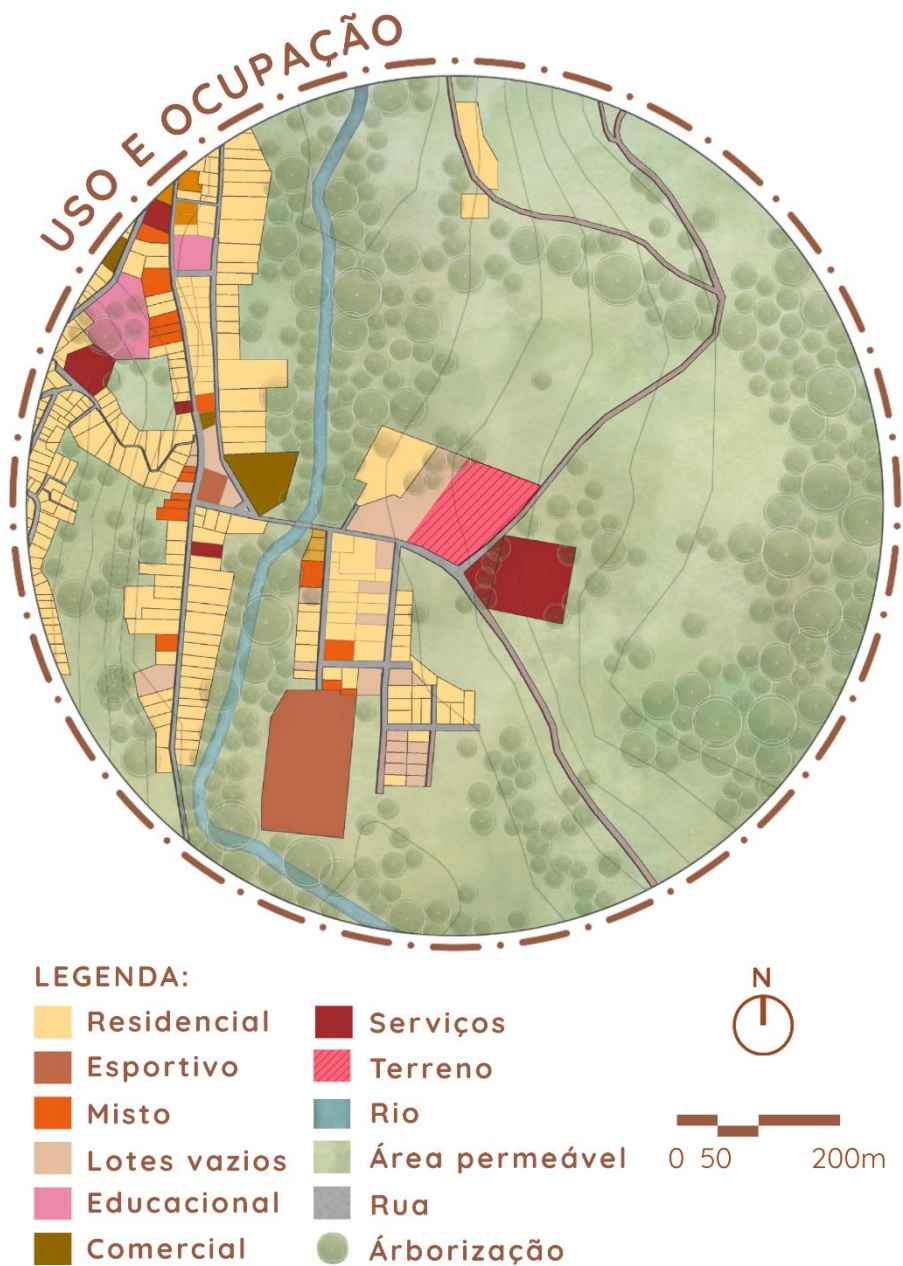 USO E OCUPAÇÃO
LEGENDA:
Residencial
Esportivo
Misto
Lotes vazios
Educacional
Comercial
Serviços
Terreno
Rio
Área permeável
Rua
Árborização
N
0 50 200m